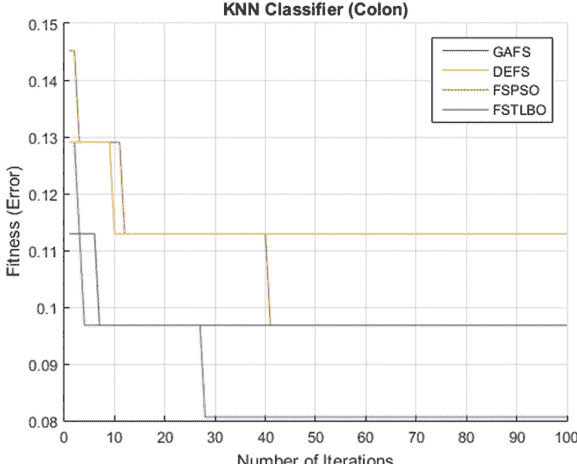 KNN Classifier (Colon)
0.15
0.14
0.13
0.12
0.11
0.1
0.09
0.08
Fitness (Error)
GAFS
DEFS
FSPSO
FSTLBO
0 10 20 30 40 50 60 70 80 90 100
Number of Iterations